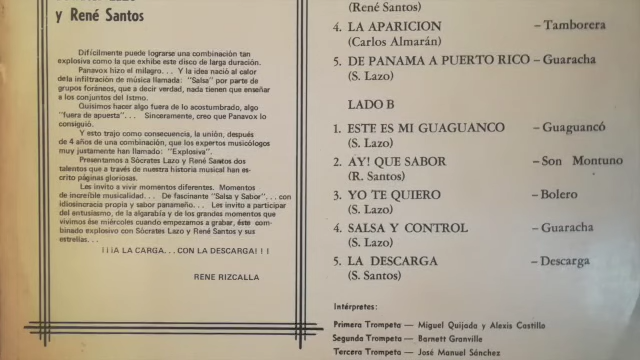 y René Santos
Difícilmente puede lograrse una combinación tan
explosiva como la que exhibe este disco de larga duración.
Panavox hizo el milagro... Y la idea nació al calor
dela infiltración de música llamada: "Salsa" por parte de
grupos foráneos, que a decir verdad, nada tienen que enseñar
a los conjuntos del Istmo.
Quisimos hacer algo fuera de lo acostumbrado, algo
"fuera de apuesta"... Sinceramente, creo que Panavox lo
consiguió.
Y esto trajo como consecuencia, la unión, después
de 4 años de una combinación, que los expertos musicólogos
muy justamente han llamado: "Explosiva".
Presentamos a Sócrates Lazo y René Santos dos
talentos que a través de nuestra historia musical han es-
crito páginas gloriosas.
Les invito a vivir momentos diferentes. Momentos
de increíble musicalidad... De fascinante "Salsa y Sabor"... con
idiosincracia propia y sabor panameño... Les invito a participar
del entusiasmo, de la algarabía y de los grandes momentos que
vivimos ése miércoles cuando empezamos a grabar, éste com-
binado explosivo con Sócrates Lazo y René Santos y sus
estrellas...
¡¡¡A LA CARGA... CON LA DESCARGA!!!
RENE RIZCALLA
(René Santos)
4. LA APARICION – Tamborera
(Carlos Almarán)
5. DE PANAMA A PUERTO RICO – Guaracha
(S. Lazo)
LADO B
1. ESTE ES MI GUAGUANCO – Guaguancó
(S. Lazo)
2. AY! QUE SABOR – Son Montuno
(R. Santos)
3. YO TE QUIERO – Bolero
(S. Lazo)
4. SALSA Y CONTROL – Guaracha
(S. Lazo)
5. LA DESCARGA – Descarga
(S. Santos)
Intérpretes:
Primera Trompeta — Miguel Quijada y Alexis Castillo
Segunda Trompeta — Barnett Granville
Tercera Trompeta — José Manuel Sánchez